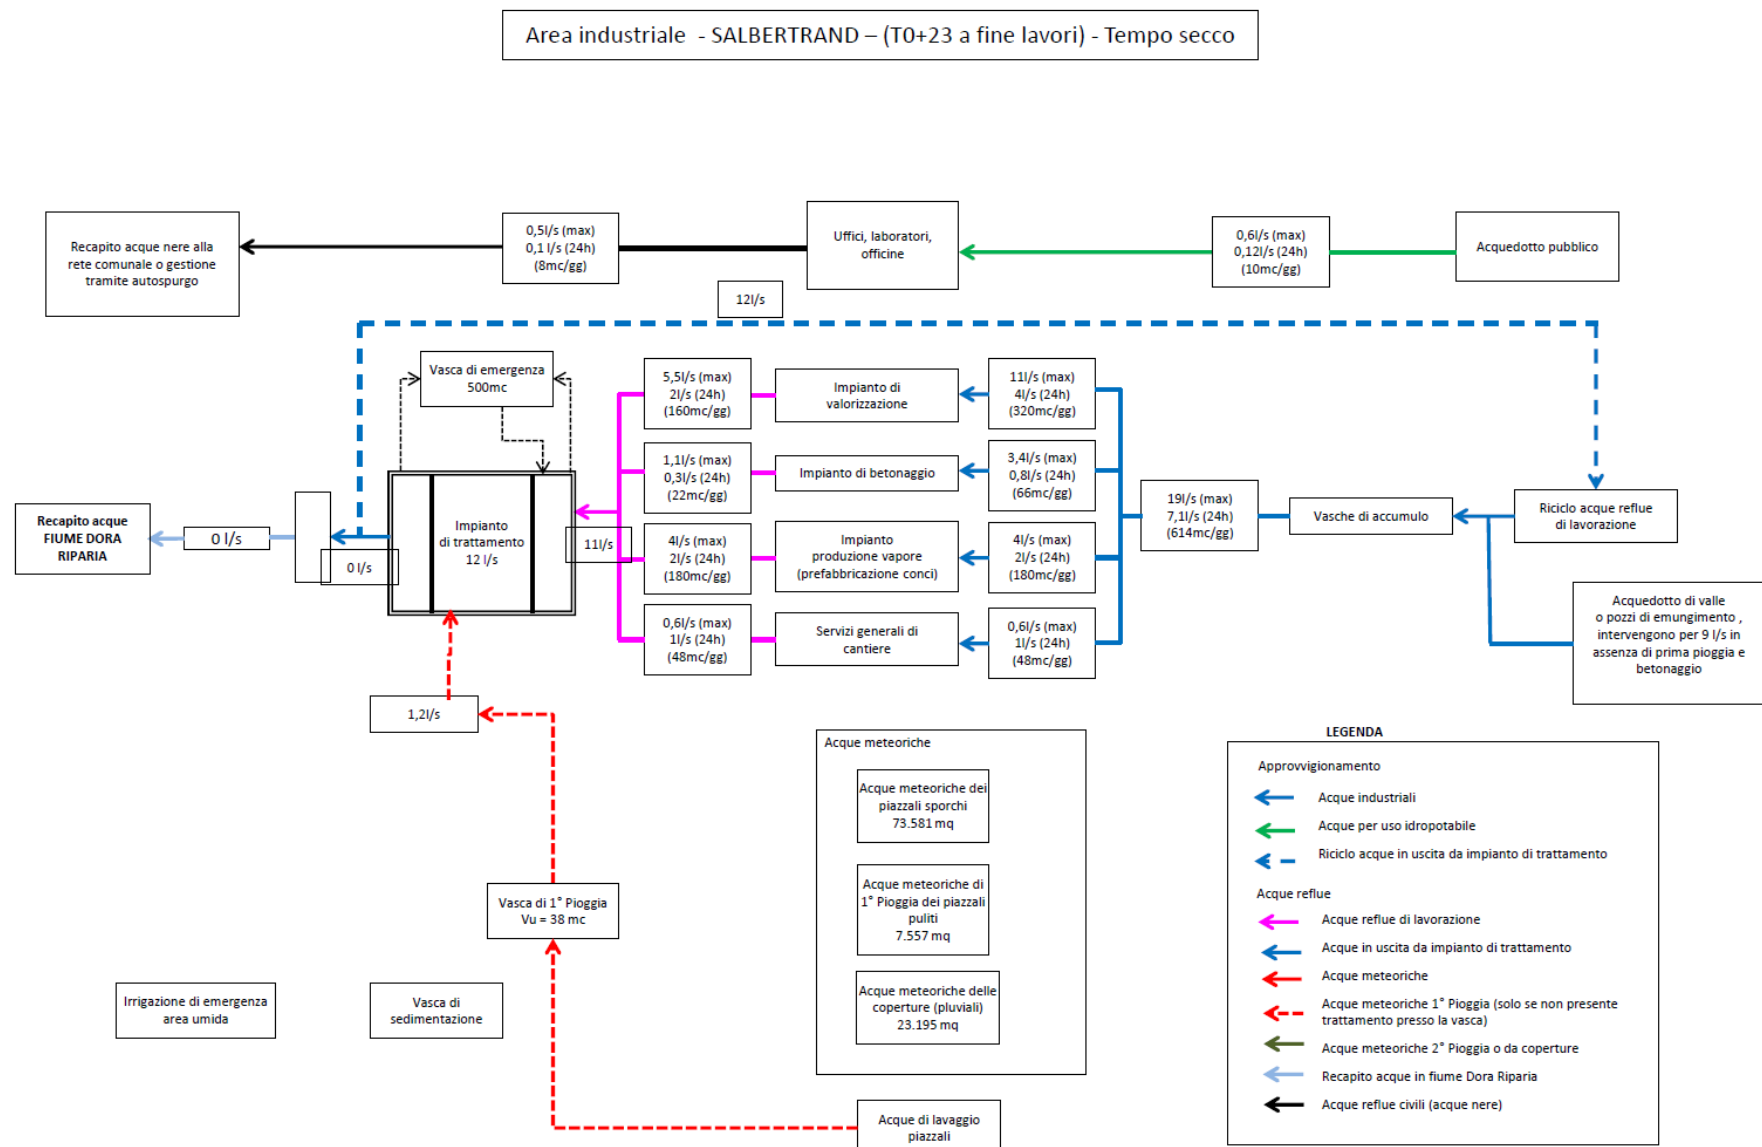 Area industriale - SALBERTRAND – (T0+23 a fine lavori) - Tempo secco
Recapito acque nere alla
rete comunale o gestione
tramite autospurgo
0,5l/s (max)
0,1 l/s (24h)
(8mc/gg)
Uffici, laboratori,
officine
0,6l/s (max)
0,12l/s (24h)
(10mc/gg)
Acquedotto pubblico
12l/s
Vasca di emergenza
500mc
5,5l/s (max)
2l/s (24h)
(160mc/gg)
Impianto di
valorizzazione
11l/s (max)
4l/s (24h)
(320mc/gg)
1,1l/s (max)
0,3l/s (24h)
(22mc/gg)
Impianto di betonaggio
3,4l/s (max)
0,8l/s (24h)
(66mc/gg)
19l/s (max)
7,1l/s (24h)
(614mc/gg)
Vasche di accumulo
Riciclo acque reflue
di lavorazione
Recapito acque
FIUME DORA
RIPARIA
0 l/s
0 l/s
Impianto
di trattamento
12 l/s
11l/s
4l/s (max)
2l/s (24h)
(180mc/gg)
Impianto
produzione vapore
(prefabbricazione conci)
4l/s (max)
2l/s (24h)
(180mc/gg)
0,6l/s (max)
1l/s (24h)
(48mc/gg)
Servizi generali di
cantiere
0,6l/s (max)
1l/s (24h)
(48mc/gg)
Acquedotto di valle
o pozzi di emungimento ,
intervengono per 9 l/s in
assenza di prima pioggia e
betonaggio
1,2l/s
Vasca di 1° Pioggia
Vu = 38 mc
Irrigazione di emergenza
area umida
Vasca di
sedimentazione
Acque meteoriche
Acque meteoriche dei
piazzali sporchi
73.581 mq
Acque meteoriche di
1° Pioggia dei piazzali
puliti
7.557 mq
Acque meteoriche delle
coperture (pluviali)
23.195 mq
Acque di lavaggio
piazzali
LEGENDA
Approvvigionamento
Acque industriali
Acque per uso idropotabile
Riciclo acque in uscita da impianto di trattamento
Acque reflue
Acque reflue di lavorazione
Acque in uscita da impianto di trattamento
Acque meteoriche
Acque meteoriche 1° Pioggia (solo se non presente
trattamento presso la vasca)
Acque meteoriche 2° Pioggia o da coperture
Recapito acque in fiume Dora Riparia
Acque reflue civili (acque nere)